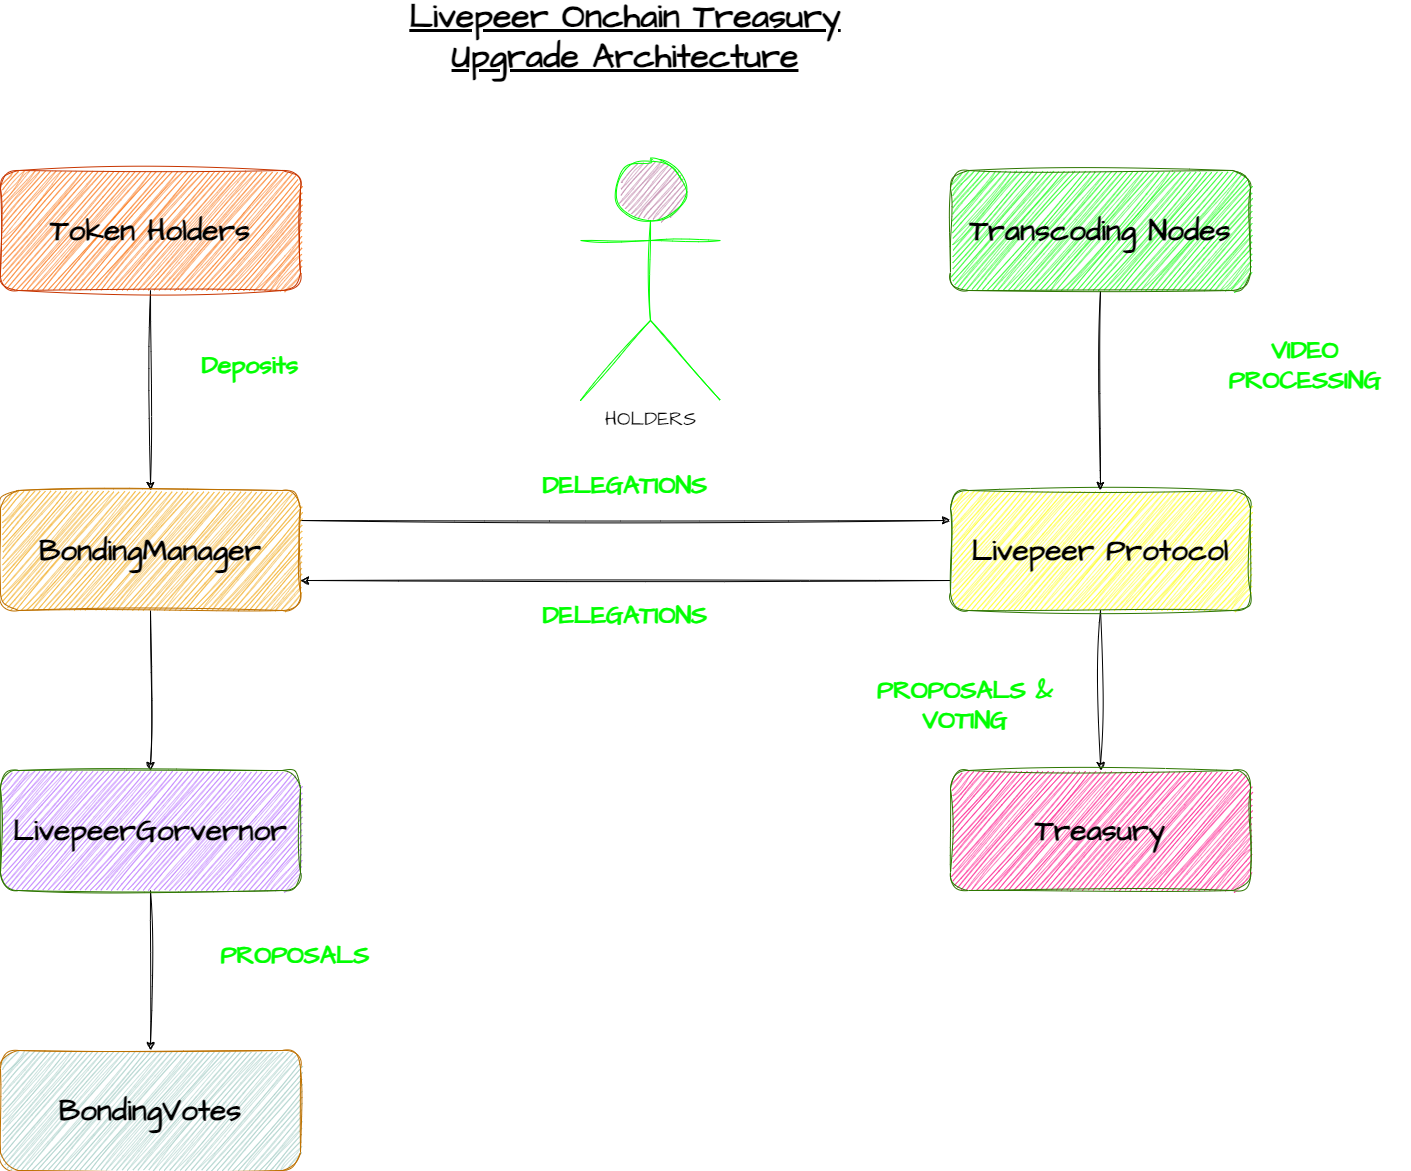 Livepeer Onchain Treasury
Upgrade Architecture
Token Holders
Transcoding Nodes
Deposits
VIDEO
PROCESSING
HOLDERS
DELEGATIONS
BondingManager
Livepeer Protocol
DELEGATIONS
PROPOSALS &
VOTING
LivepeerGorvernor
Treasury
PROPOSALS
BondingVotes